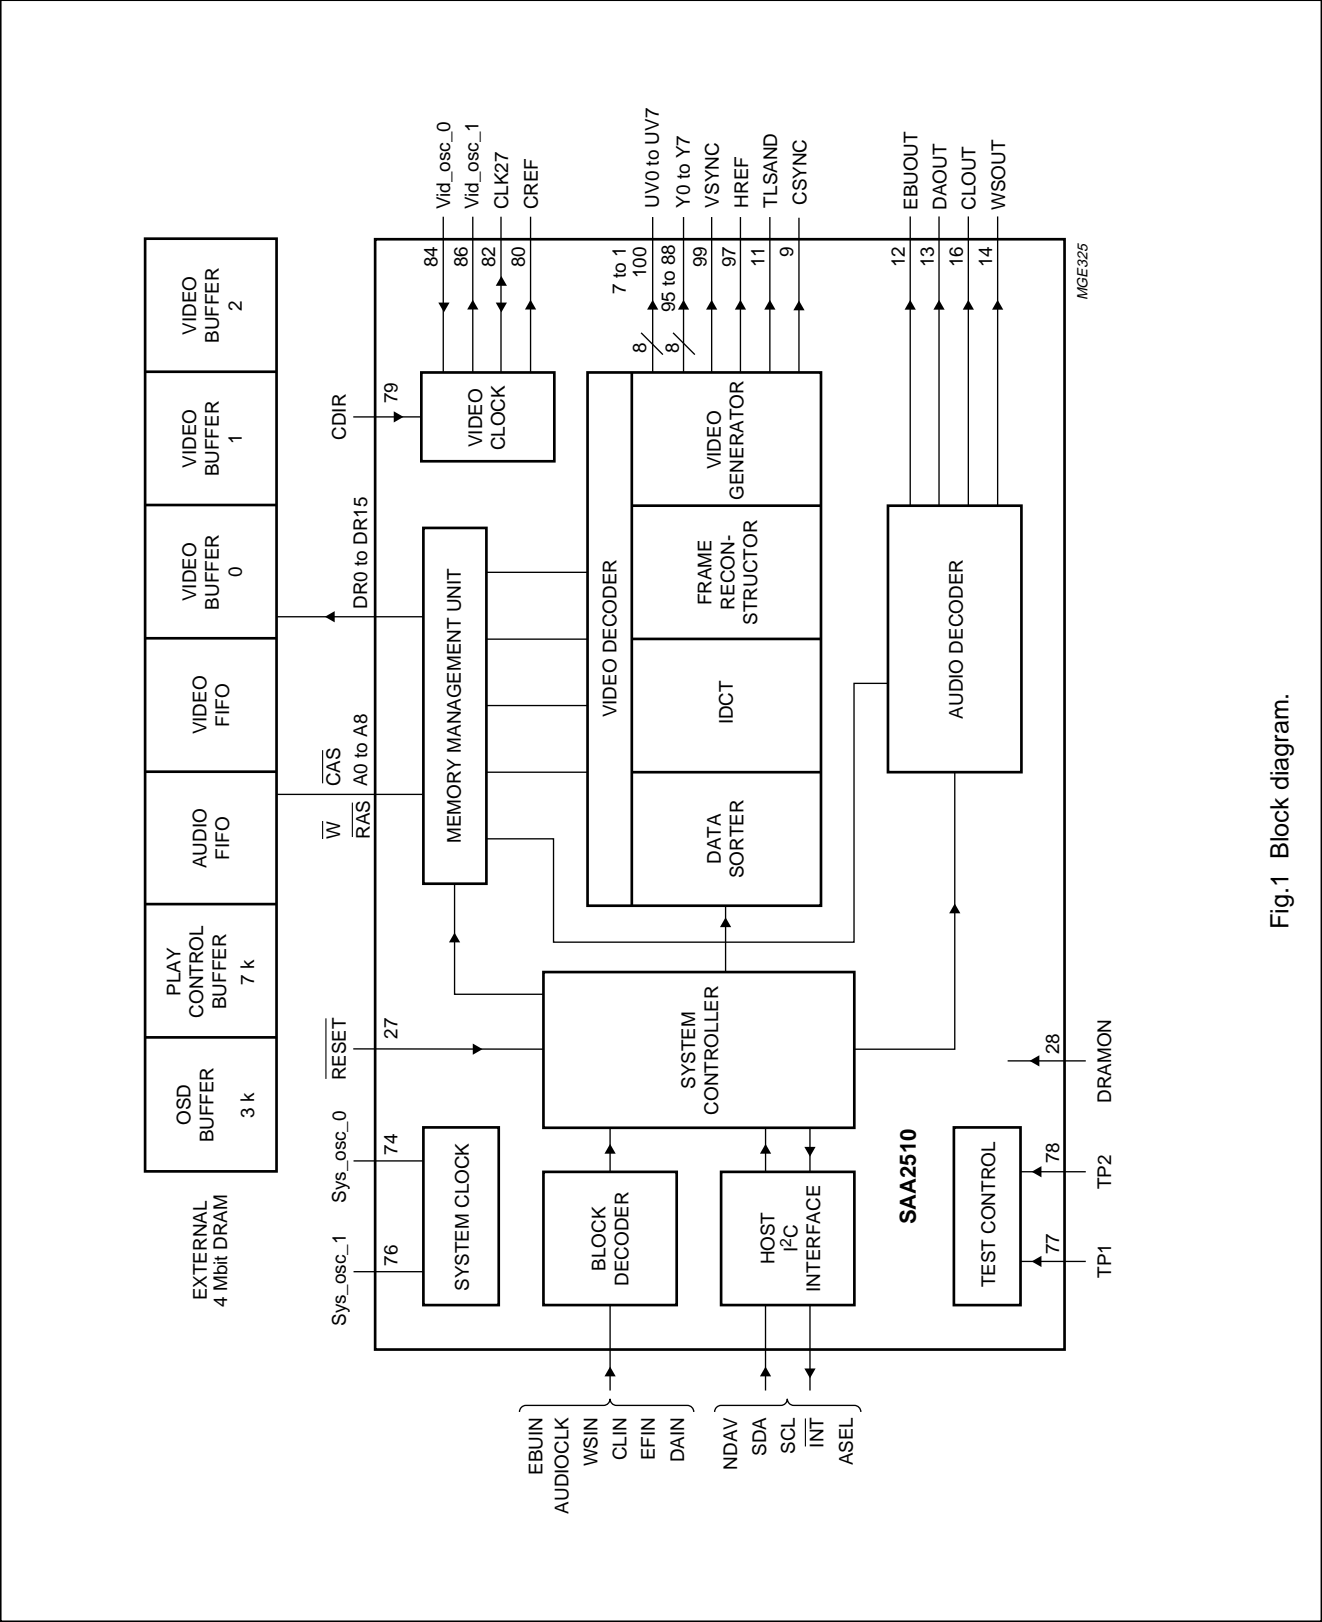 EXTERNAL
4 Mbit DRAM
OSD
BUFFER
3 k
PLAY
CONTROL
BUFFER
7 k
AUDIO
FIFO
VIDEO
FIFO
VIDEO
BUFFER
0
VIDEO
BUFFER
1
VIDEO
BUFFER
2
Sys_osc_1
76
Sys_osc_0
74
RESET
27
W
RAS
CAS
A0 to A8
DR0 to DR15
CDIR
79
Vid_osc_0
84
Vid_osc_1
86
CLK27
82
CREF
80
SYSTEM CLOCK
MEMORY MANAGEMENT UNIT
VIDEO
CLOCK
EBUIN
AUDIOCLK
WSIN
CLIN
EFIN
DAIN
BLOCK
DECODER
SYSTEM
CONTROLLER
VIDEO DECODER
DATA
SORTER
IDCT
FRAME
RECON-
STRUCTOR
VIDEO
GENERATOR
8
7 to 1
100
UV0 to UV7
8
95 to 88
Y0 to Y7
99
VSYNC
97
HREF
11
TLSAND
9
CSYNC
NDAV
SDA
SCL
INT
ASEL
HOST
I2C
INTERFACE
SAA2510
AUDIO DECODER
12
EBUOUT
13
DAOUT
16
CLOUT
14
WSOUT
TEST CONTROL
77
TP1
78
TP2
28
DRAMON
MGE325
Fig.1 Block diagram.